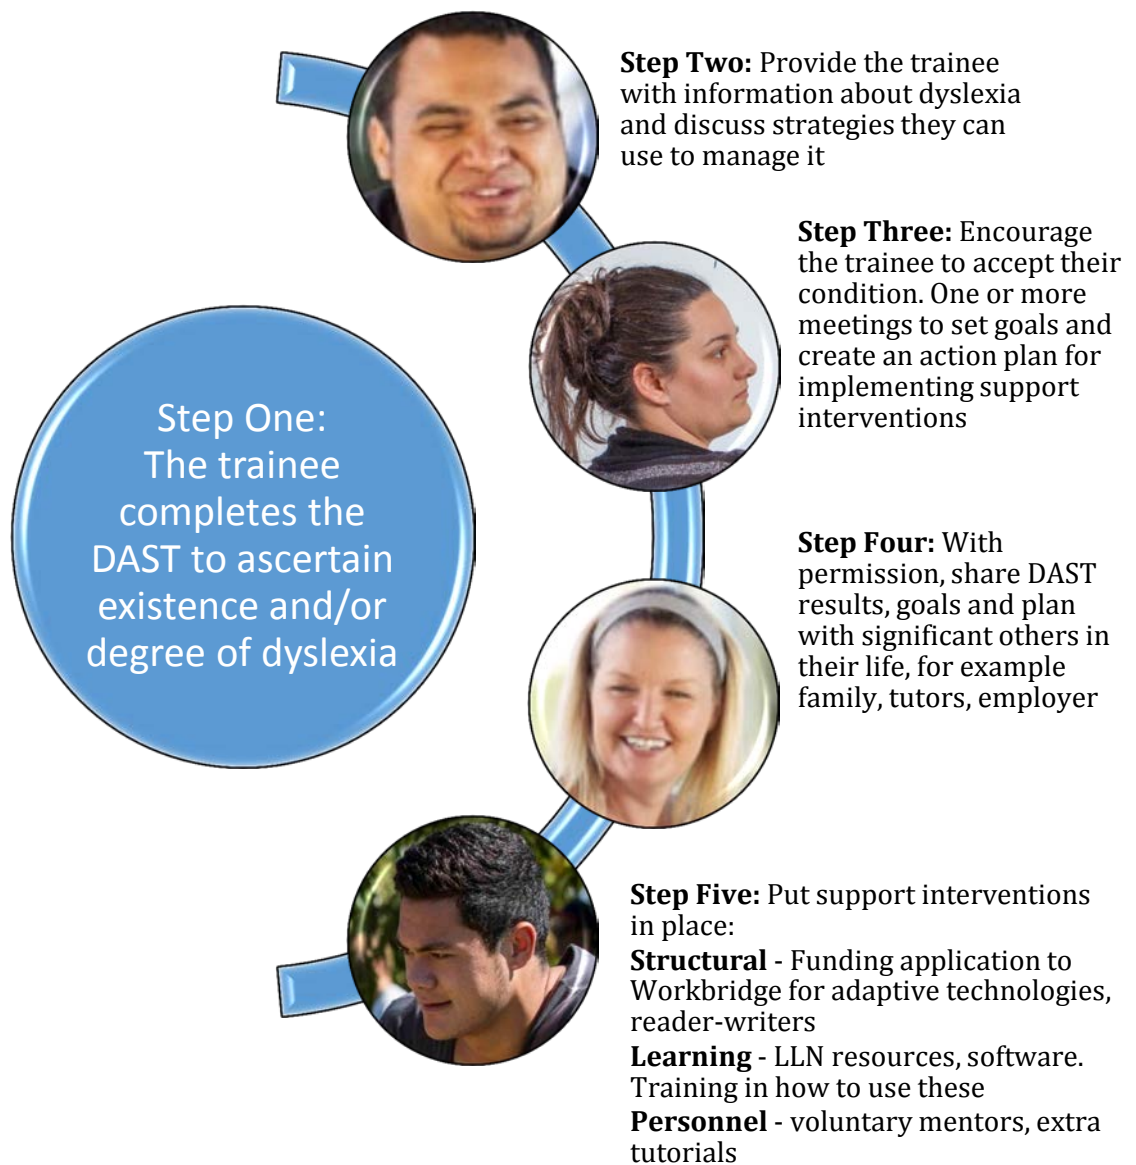 Step One:
The trainee
completes the
DAST to ascertain
existence and/or
degree of dyslexia
Step Two: Provide the trainee
with information about dyslexia
and discuss strategies they can
use to manage it
Step Three: Encourage
the trainee to accept their
condition. One or more
meetings to set goals and
create an action plan for
implementing support
interventions
Step Four: With
permission, share DAST
results, goals and plan
with significant others in
their life, for example
family, tutors, employer
Step Five: Put support interventions
in place:
Structural - Funding application to
Workbridge for adaptive technologies,
reader-writers
Learning - LLN resources, software.
Training in how to use these
Personnel - voluntary mentors, extra
tutorials